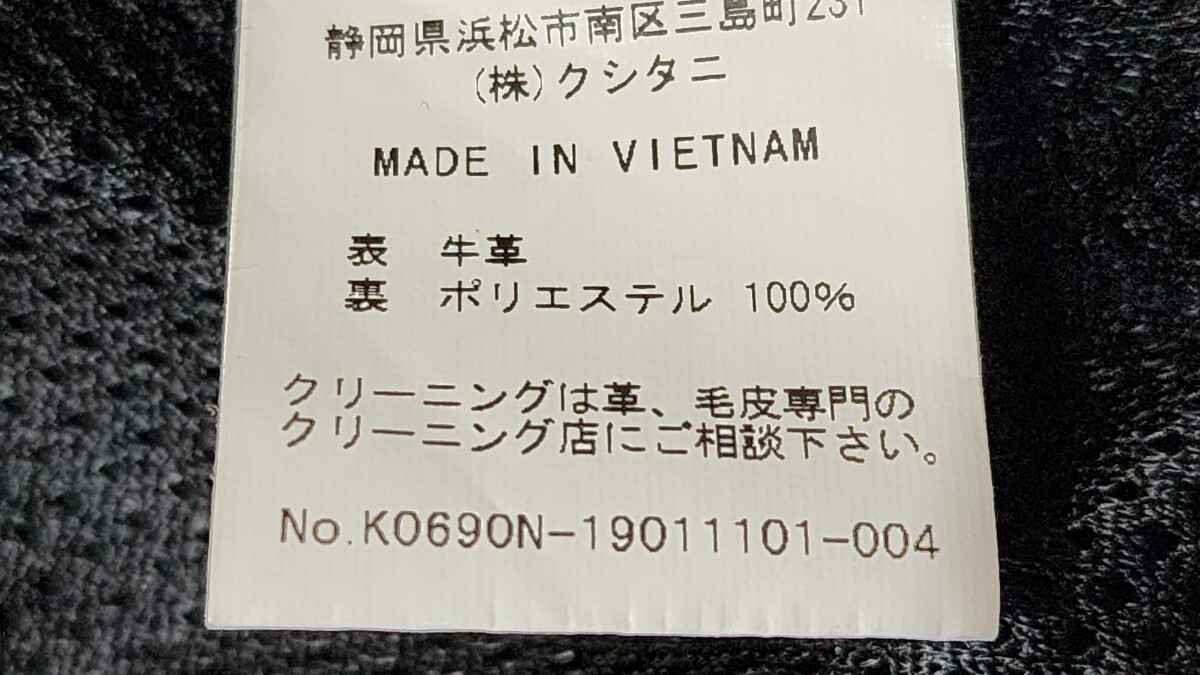 静岡県浜松市南区三島町231
(株)クシタニ
MADE IN VIETNAM
表 牛革
裏 ポリエステル 100%
クリーニングは革、毛皮専門の
クリーニング店にご相談下さい。
No.K0690N-19011101-004